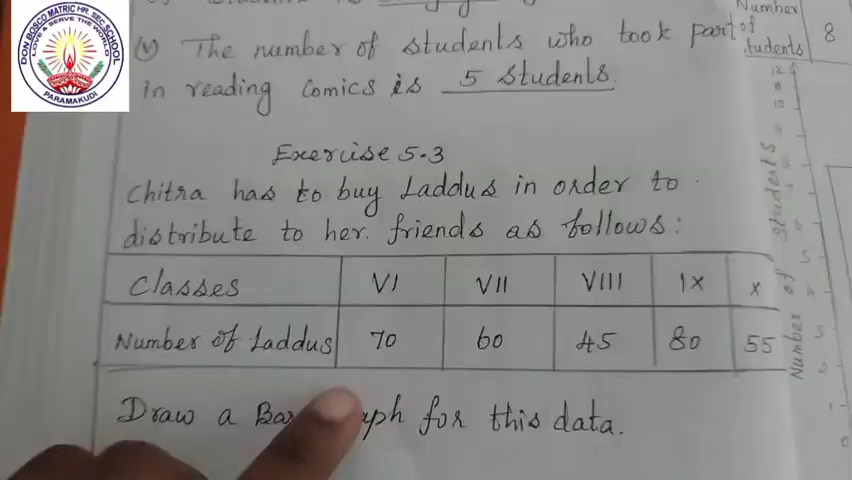 DON BOSCO MATRIC HR. SEC. SCHOOL
LOVE & SERVE THE WORLD
PARAMAKUDI
(v) The number of students who took part
in reading comics is 5 students.
Exercise 5.3
Chitra has to buy Laddus in order to
distribute to her. friends as follows:
Classes VI VII VIII IX X
Number of Laddus 70 60 45 80 55
Draw a Bar graph for this data.
Number
of
students 8
Number of students